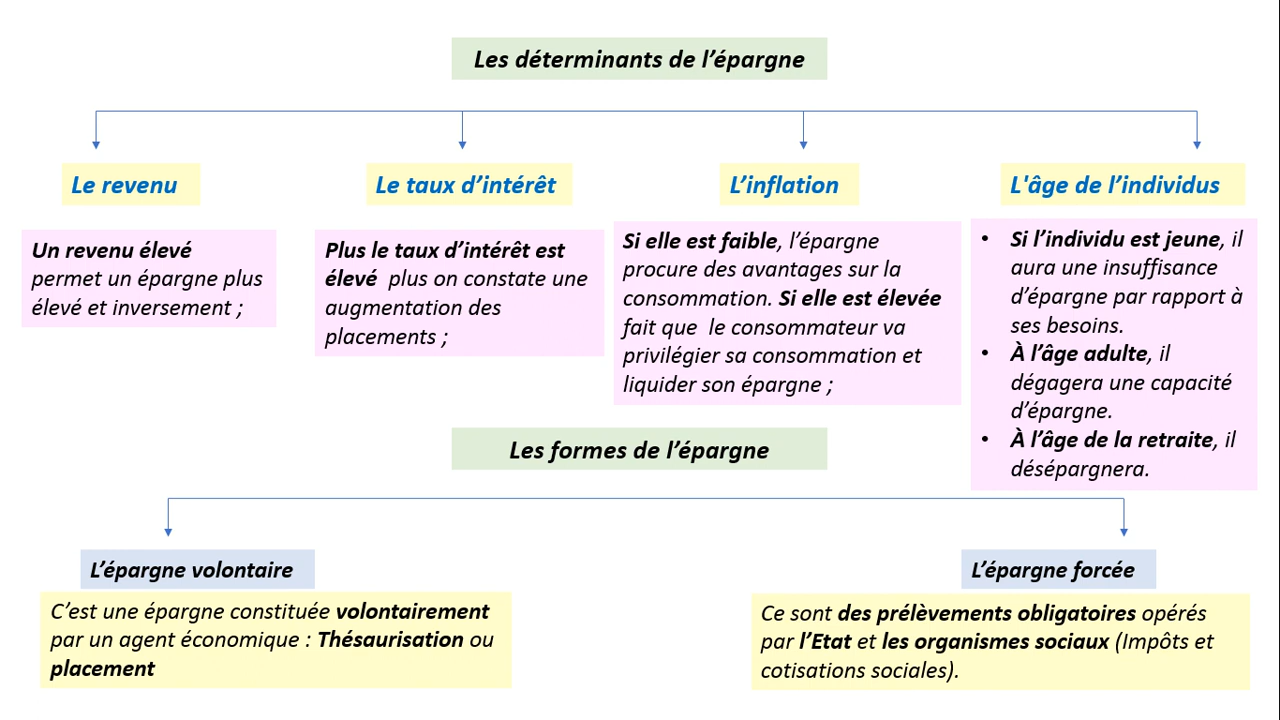 Les déterminants de l’épargne
Le revenu
Le taux d’intérêt
L’inflation
L'âge de l’individus
Un revenu élevé
permet un épargne plus
élevé et inversement ;
Plus le taux d’intérêt est
élevé plus on constate une
augmentation des
placements ;
Si elle est faible, l’épargne
procure des avantages sur la
consommation. Si elle est élevée
fait que le consommateur va
privilégier sa consommation et
liquider son épargne ;
• Si l’individu est jeune, il
aura une insuffisance
d’épargne par rapport à
ses besoins.
• À l’âge adulte, il
dégagera une capacité
d’épargne.
• À l’âge de la retraite, il
désépargnera.
Les formes de l’épargne
L’épargne volontaire
C’est une épargne constituée volontairement
par un agent économique : Thésaurisation ou
placement
L’épargne forcée
Ce sont des prélèvements obligatoires opérés
par l’Etat et les organismes sociaux (Impôts et
cotisations sociales).